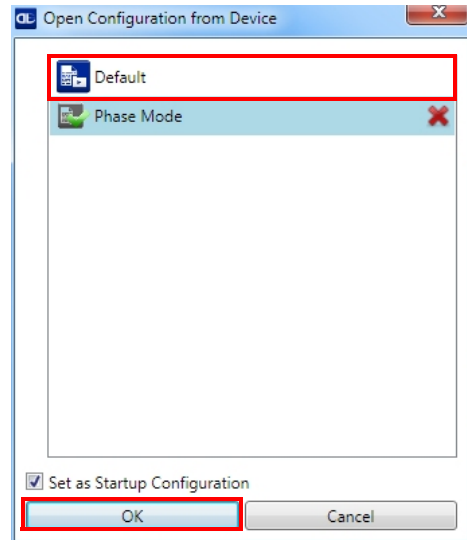 Open Configuration from Device
Default
Phase Mode
Set as Startup Configuration
OK
Cancel